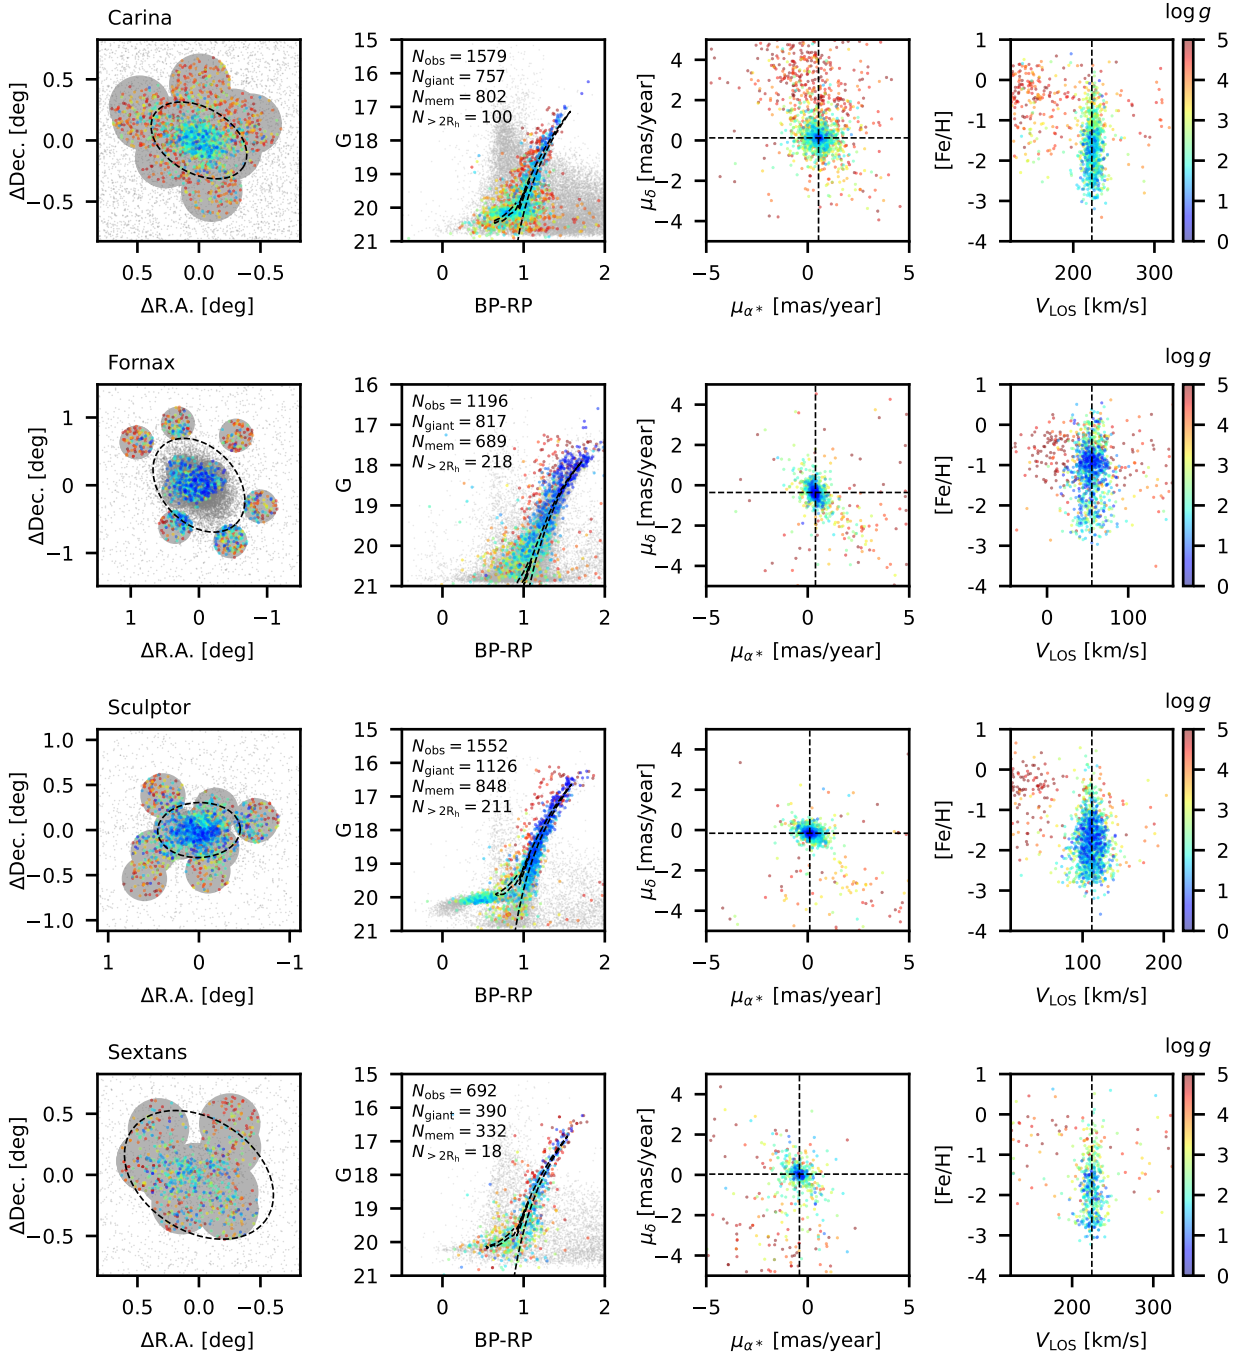 Carina
log g
0.5
0.0
−0.5
ΔDec. [deg]
0.5 0.0 −0.5
ΔR.A. [deg]
15
16
17
18
19
20
21
G
N_obs = 1579
N_giant = 757
N_mem = 802
N_>2R_h = 100
0 1 2
BP-RP
4
2
0
−2
−4
μ_δ [mas/year]
−5 0 5
μ_α* [mas/year]
1
0
-1
-2
-3
-4
[Fe/H]
200 300
V_LOS [km/s]
5
4
3
2
1
0
Fornax
log g
1
0
−1
ΔDec. [deg]
1 0 −1
ΔR.A. [deg]
16
17
18
19
20
21
G
N_obs = 1196
N_giant = 817
N_mem = 689
N_>2R_h = 218
0 1 2
BP-RP
4
2
0
−2
−4
μ_δ [mas/year]
−5 0 5
μ_α* [mas/year]
1
0
-1
-2
-3
-4
[Fe/H]
0 100
V_LOS [km/s]
5
4
3
2
1
0
Sculptor
log g
1.0
0.5
0.0
−0.5
−1.0
ΔDec. [deg]
1 0 −1
ΔR.A. [deg]
15
16
17
18
19
20
21
G
N_obs = 1552
N_giant = 1126
N_mem = 848
N_>2R_h = 211
0 1 2
BP-RP
4
2
0
−2
−4
μ_δ [mas/year]
−5 0 5
μ_α* [mas/year]
1
0
-1
-2
-3
-4
[Fe/H]
100 200
V_LOS [km/s]
5
4
3
2
1
0
Sextans
log g
0.5
0.0
−0.5
ΔDec. [deg]
0.5 0.0 −0.5
ΔR.A. [deg]
15
16
17
18
19
20
21
G
N_obs = 692
N_giant = 390
N_mem = 332
N_>2R_h = 18
0 1 2
BP-RP
4
2
0
−2
−4
μ_δ [mas/year]
−5 0 5
μ_α* [mas/year]
1
0
-1
-2
-3
-4
[Fe/H]
200 300
V_LOS [km/s]
5
4
3
2
1
0